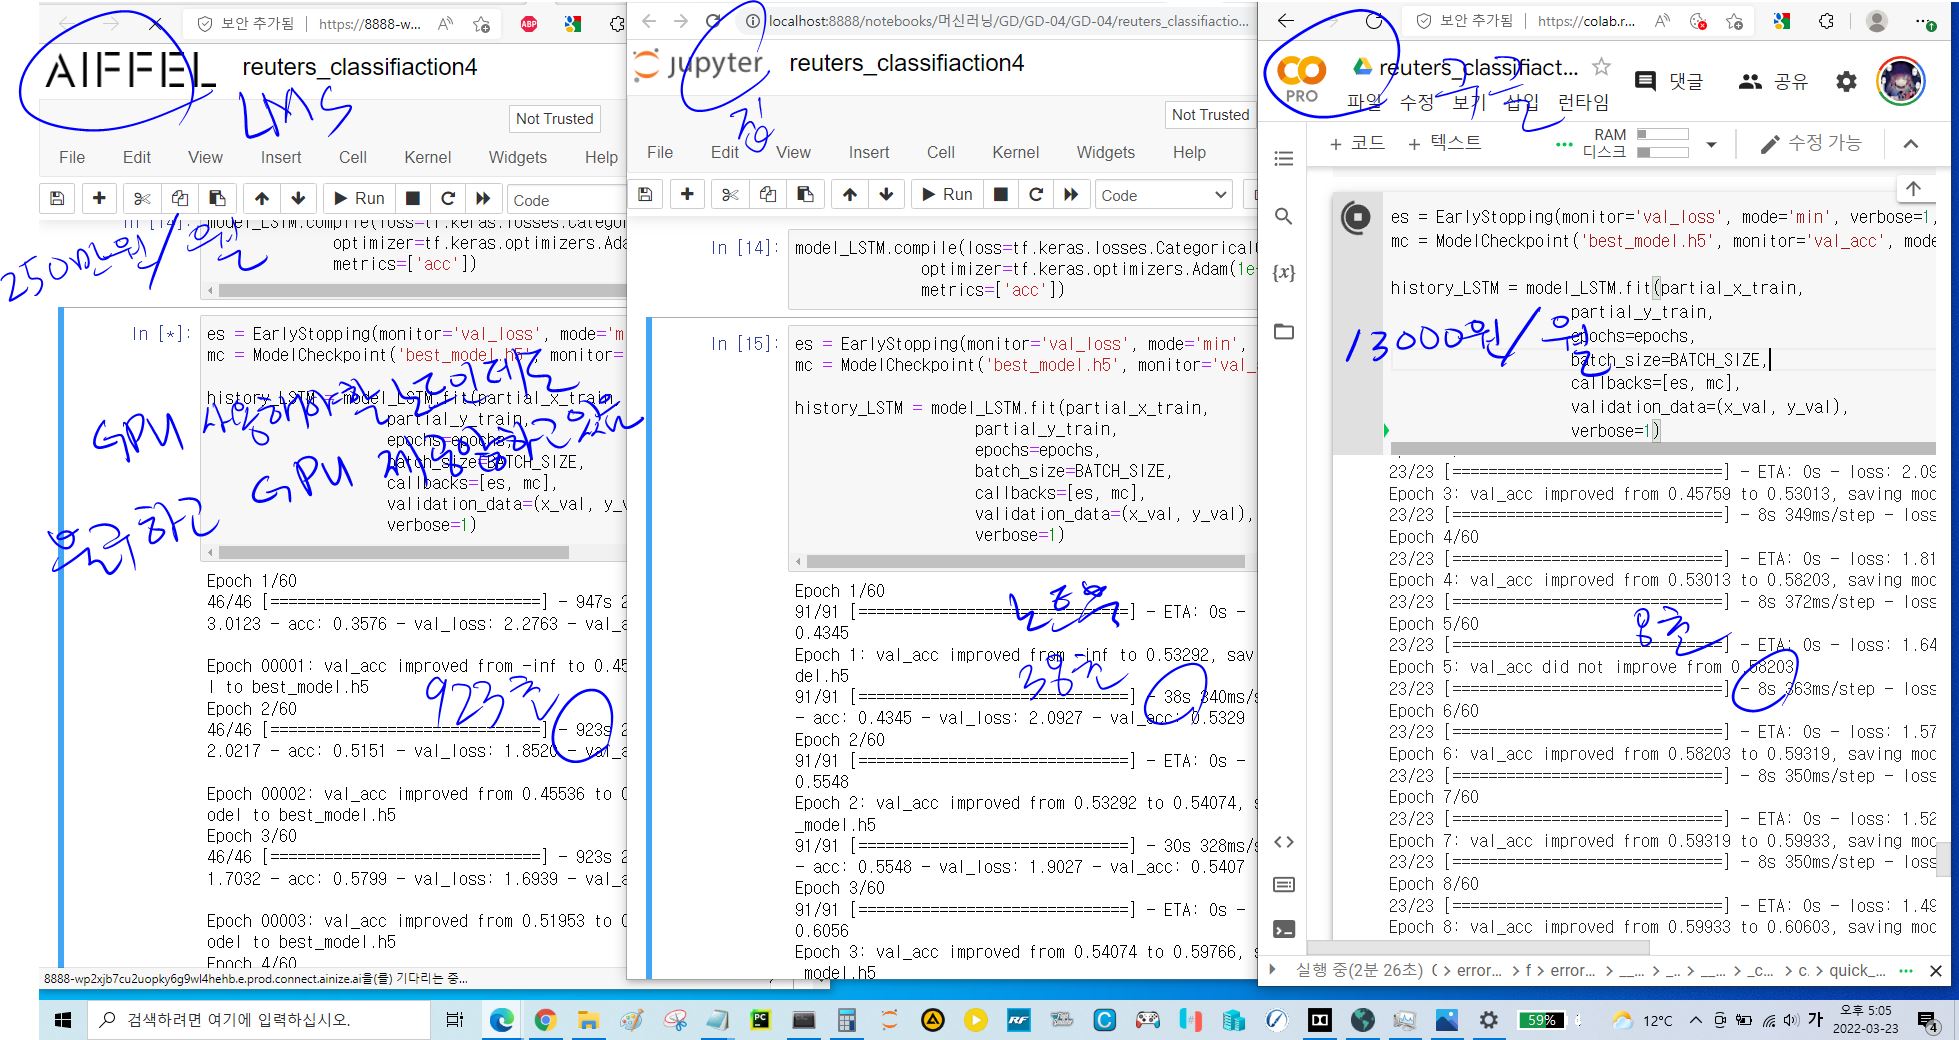 보안 추가됨 | https://8888-w...
AIFFEL reuters_classifiaction4
LMS
Not Trusted
File Edit View Insert Cell Kernel Widgets Help
Run Code
250만원/월
In [14]: model_LSTM.compile(loss=tf.keras.losses.Categorical
optimizer=tf.keras.optimizers.Ada
metrics=['acc'])
In [*]: es = EarlyStopping(monitor='val_loss', mode='m
mc = ModelCheckpoint('best_model.h5', monitor=
history_LSTM = model_LSTM.fit(partial_x_train,
partial_y_train,
epochs=epochs,
batch_size=BATCH_SIZE,
callbacks=[es, mc],
validation_data=(x_val, y_v
verbose=1)
GPU 사용해야할 노드인데도
불구하고 GPU 제공안하고있음
Epoch 1/60
46/46 [==============================] - 947s 2
3.0123 - acc: 0.3576 - val_loss: 2.2763 - val_a
Epoch 00001: val_acc improved from -inf to 0.45
l to best_model.h5
923초
Epoch 2/60
46/46 [==============================] - 923s 2
2.0217 - acc: 0.5151 - val_loss: 1.8520 - val_a
Epoch 00002: val_acc improved from 0.45536 to 0
odel to best_model.h5
Epoch 3/60
46/46 [==============================] - 923s 2
1.7032 - acc: 0.5799 - val_loss: 1.6939 - val_a
Epoch 00003: val_acc improved from 0.51953 to 0
odel to best_model.h5
Epoch 4/60
8888-wp2xjb7cu2uopky6g9wl4hehb.e.prod.connect.ainize.ai을(를) 기다리는 중...
localhost:8888/notebooks/머신러닝/GD/GD-04/GD-04/reuters_classifiactio...
jupyter reuters_classifiaction4
집
Not Trusted
File Edit View Insert Cell Kernel Widgets Help
Run Code
In [14]: model_LSTM.compile(loss=tf.keras.losses.Categorical
optimizer=tf.keras.optimizers.Adam(1e-
metrics=['acc'])
In [15]: es = EarlyStopping(monitor='val_loss', mode='min',
mc = ModelCheckpoint('best_model.h5', monitor='val_
history_LSTM = model_LSTM.fit(partial_x_train,
partial_y_train,
epochs=epochs,
batch_size=BATCH_SIZE,
callbacks=[es, mc],
validation_data=(x_val, y_val),
verbose=1)
Epoch 1/60
노트북
91/91 [==============================] - ETA: 0s -
0.4345
Epoch 1: val_acc improved from -inf to 0.53292, sav
del.h5
38초
91/91 [==============================] - 38s 340ms/s
- acc: 0.4345 - val_loss: 2.0927 - val_acc: 0.5329
Epoch 2/60
91/91 [==============================] - ETA: 0s -
0.5548
Epoch 2: val_acc improved from 0.53292 to 0.54074, s
_model.h5
91/91 [==============================] - 30s 328ms/s
- acc: 0.5548 - val_loss: 1.9027 - val_acc: 0.5407
Epoch 3/60
91/91 [==============================] - ETA: 0s -
0.6056
Epoch 3: val_acc improved from 0.54074 to 0.59766, s
_model.h5
보안 추가됨 | https://colab.r...
CO PRO reuters_classifiact... 댓글 공유
구글
파일 수정 보기 삽입 런타임
+ 코드 + 텍스트 RAM 디스크 수정 가능
es = EarlyStopping(monitor='val_loss', mode='min', verbose=1,
mc = ModelCheckpoint('best_model.h5', monitor='val_acc', mode
history_LSTM = model_LSTM.fit(partial_x_train,
partial_y_train,
epochs=epochs,
batch_size=BATCH_SIZE,
callbacks=[es, mc],
validation_data=(x_val, y_val),
verbose=1)
13000원/월
23/23 [==============================] - ETA: 0s - loss: 2.09
Epoch 3: val_acc improved from 0.45759 to 0.53013, saving mod
23/23 [==============================] - 8s 349ms/step - loss
Epoch 4/60
23/23 [==============================] - ETA: 0s - loss: 1.81
Epoch 4: val_acc improved from 0.53013 to 0.58203, saving mod
23/23 [==============================] - 8s 372ms/step - loss
Epoch 5/60
8초
23/23 [==============================] - ETA: 0s - loss: 1.64
Epoch 5: val_acc did not improve from 0.58203
23/23 [==============================] - 8s 363ms/step - loss
Epoch 6/60
23/23 [==============================] - ETA: 0s - loss: 1.57
Epoch 6: val_acc improved from 0.58203 to 0.59319, saving mod
23/23 [==============================] - 8s 350ms/step - loss
Epoch 7/60
23/23 [==============================] - ETA: 0s - loss: 1.52
Epoch 7: val_acc improved from 0.59319 to 0.59933, saving mod
23/23 [==============================] - 8s 350ms/step - loss
Epoch 8/60
23/23 [==============================] - ETA: 0s - loss: 1.49
Epoch 8: val_acc improved from 0.59933 to 0.60603, saving mod
실행 중(2분 26초) > error... > f > error... > __... > _... > __... > _c... > c. > quick_...
검색하려면 여기에 입력하십시오.
59% 12°C 가 오후 5:05
2022-03-23
4